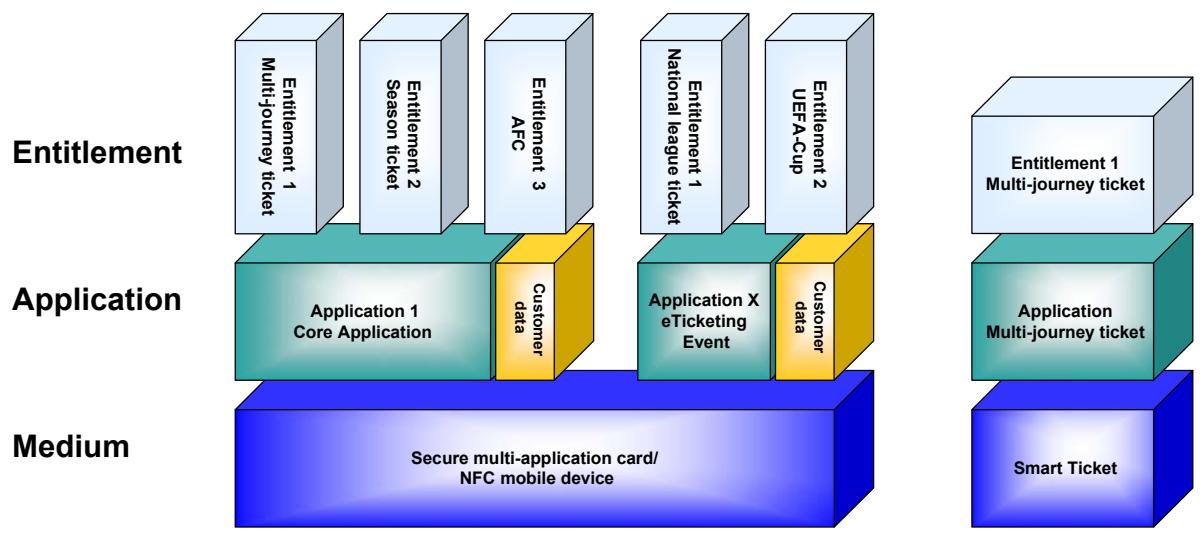 Entitlement
Entitlement 1
Multi-journey ticket
Entitlement 2
Season ticket
Entitlement 3
AFC
Entitlement 1
National league ticket
Entitlement 2
UEFA-Cup
Entitlement 1
Multi-journey ticket
Application
Application 1
Core Application
Customer
data
Application X
eTicketing
Event
Customer
data
Application
Multi-journey ticket
Medium
Secure multi-application card/
NFC mobile device
Smart Ticket